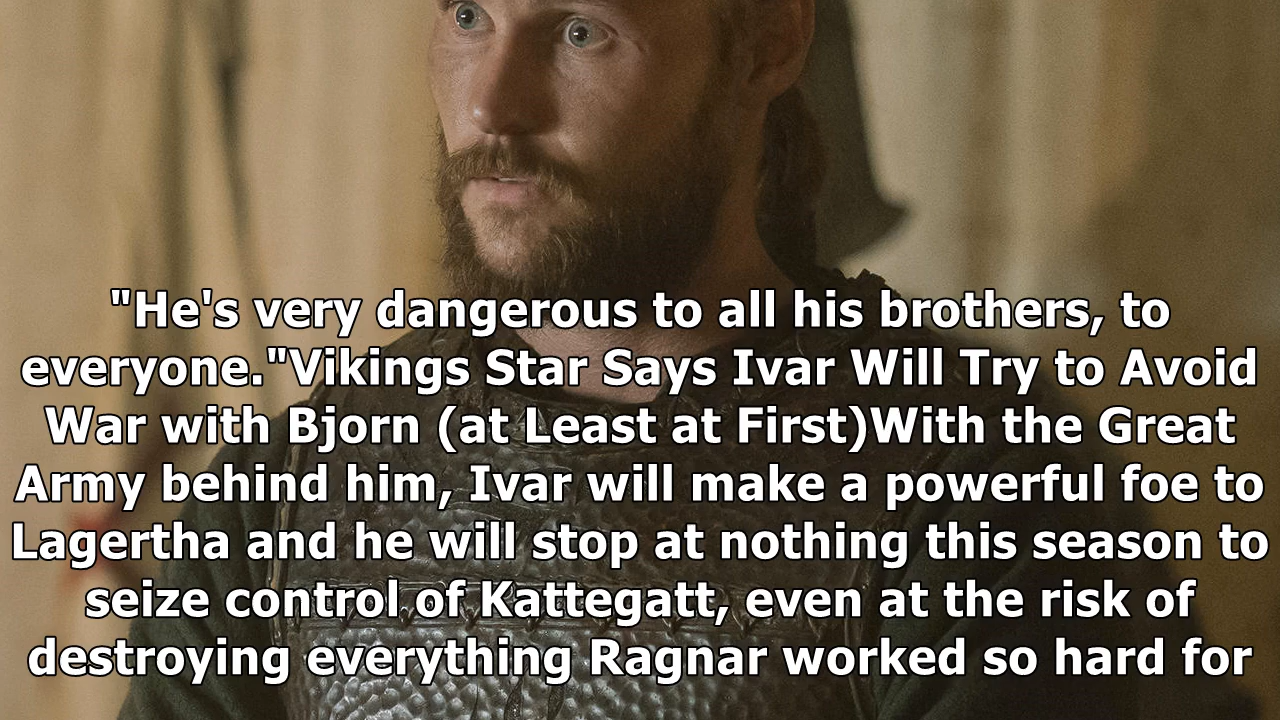 "He's very dangerous to all his brothers, to
everyone."Vikings Star Says Ivar Will Try to Avoid
War with Bjorn (at Least at First)With the Great
Army behind him, Ivar will make a powerful foe to
Lagertha and he will stop at nothing this season to
seize control of Kattegatt, even at the risk of
destroying everything Ragnar worked so hard for